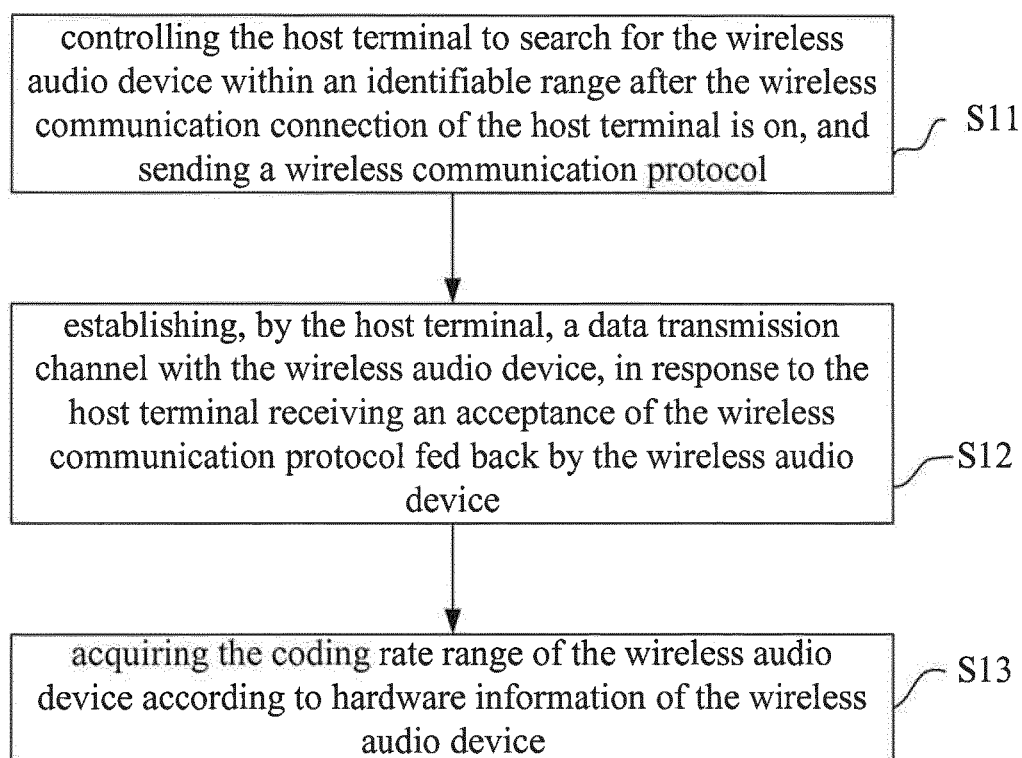 controlling the host terminal to search for the wireless
audio device within an identifiable range after the wireless
communication connection of the host terminal is on, and
sending a wireless communication protocol
S11
establishing, by the host terminal, a data transmission
channel with the wireless audio device, in response to the
host terminal receiving an acceptance of the wireless
communication protocol fed back by the wireless audio
device
S12
acquiring the coding rate range of the wireless audio
device according to hardware information of the wireless
audio device
S13